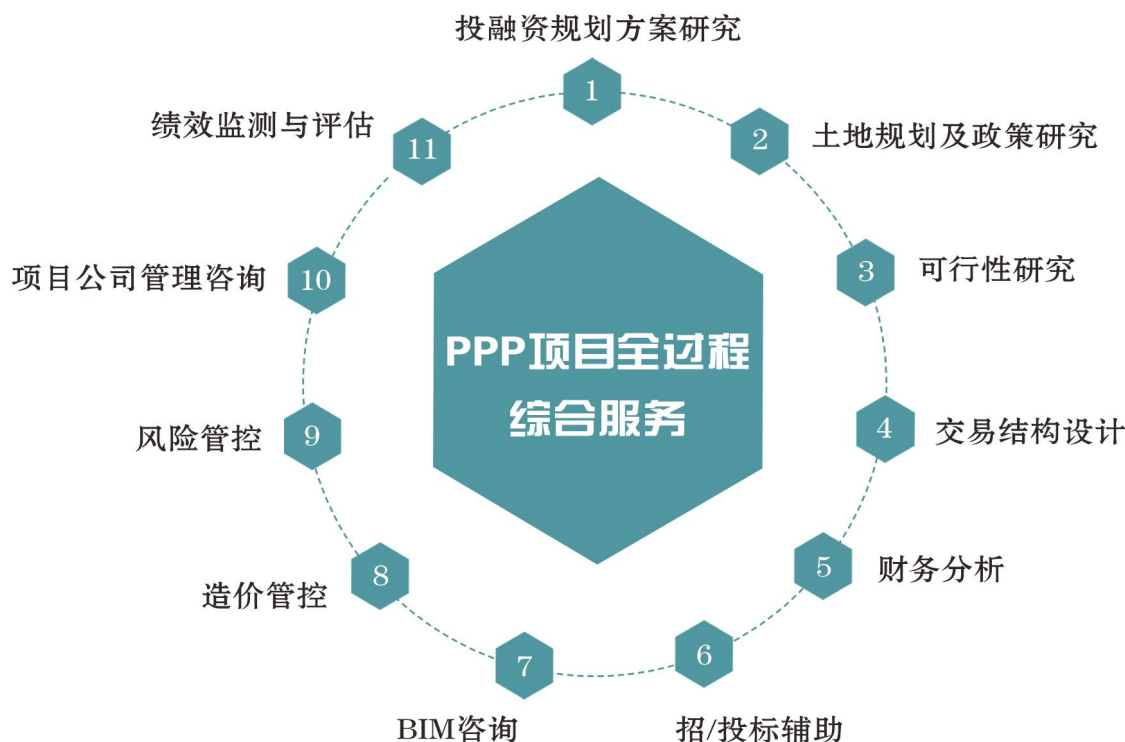 投融资规划方案研究
1
2
土地规划及政策研究
3
可行性研究
4
交易结构设计
5
财务分析
6
招/投标辅助
7
BIM咨询
8
造价管控
9
风险管控
10
项目公司管理咨询
11
绩效监测与评估
PPP项目全过程
综合服务